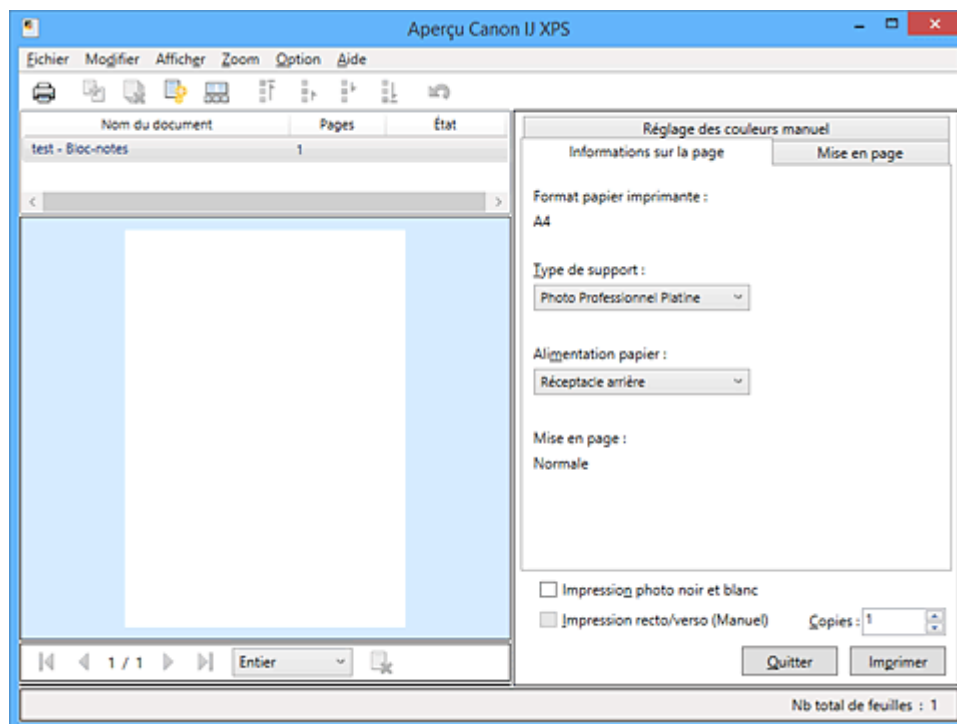 Aperçu Canon IJ XPS
Fichier Modifier Afficher Zoom Option Aide
Nom du document Pages État
test - Bloc-notes 1
Réglage des couleurs manuel
Informations sur la page Mise en page
Format papier imprimante :
A4
Type de support :
Photo Professionnel Platine
Alimentation papier :
Réceptacle arrière
Mise en page :
Normale
Impression photo noir et blanc
Impression recto/verso (Manuel) Copies : 1
1 / 1 Entier
Quitter Imprimer
Nb total de feuilles : 1